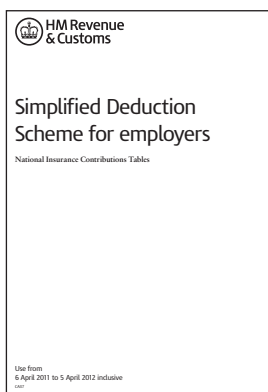 HM Revenue
& Customs
Simplified Deduction
Scheme for employers
National Insurance Contributions Tables
Use from
6 April 2011 to 5 April 2012 inclusive
CA07